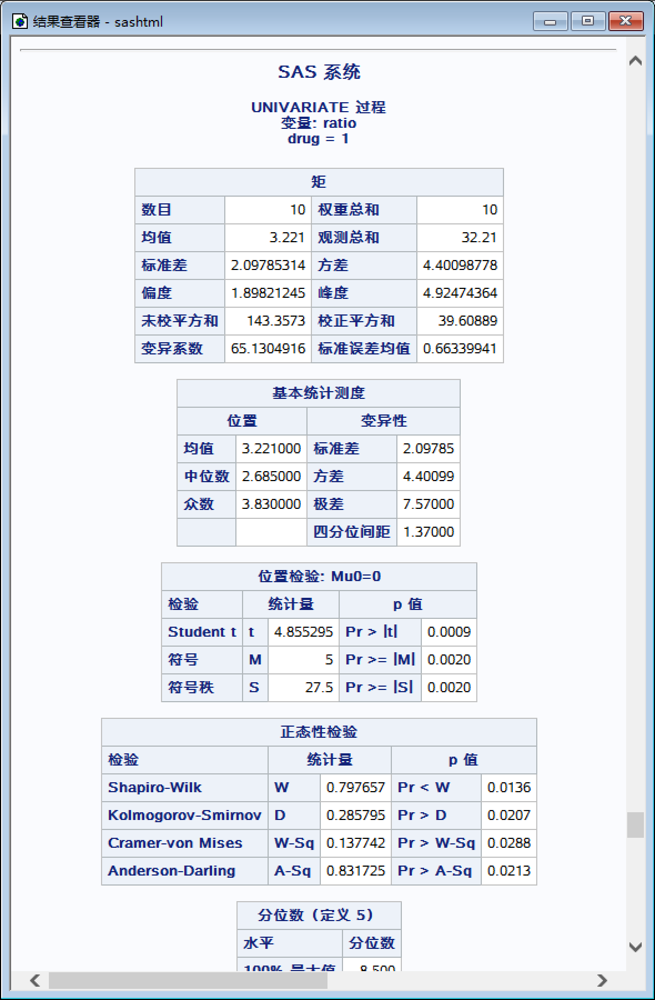 结果查看器 - sashtml
SAS 系统
UNIVARIATE 过程
变量: ratio
drug = 1
矩
数目 10 权重总和 10
均值 3.221 观测总和 32.21
标准差 2.09785314 方差 4.40098778
偏度 1.89821245 峰度 4.92474364
未校平方和 143.3573 校正平方和 39.60889
变异系数 65.1304916 标准误差均值 0.66339941
基本统计测度
位置 变异性
均值 3.221000 标准差 2.09785
中位数 2.685000 方差 4.40099
众数 3.830000 极差 7.57000
四分位间距 1.37000
位置检验: Mu0=0
检验 统计量 p 值
Student t t 4.855295 Pr > |t| 0.0009
符号 M 5 Pr >= |M| 0.0020
符号秩 S 27.5 Pr >= |S| 0.0020
正态性检验
检验 统计量 p 值
Shapiro-Wilk W 0.797657 Pr < W 0.0136
Kolmogorov-Smirnov D 0.285795 Pr > D 0.0207
Cramer-von Mises W-Sq 0.137742 Pr > W-Sq 0.0288
Anderson-Darling A-Sq 0.831725 Pr > A-Sq 0.0213
分位数（定义 5）
水平 分位数
100% 最大值 8.500